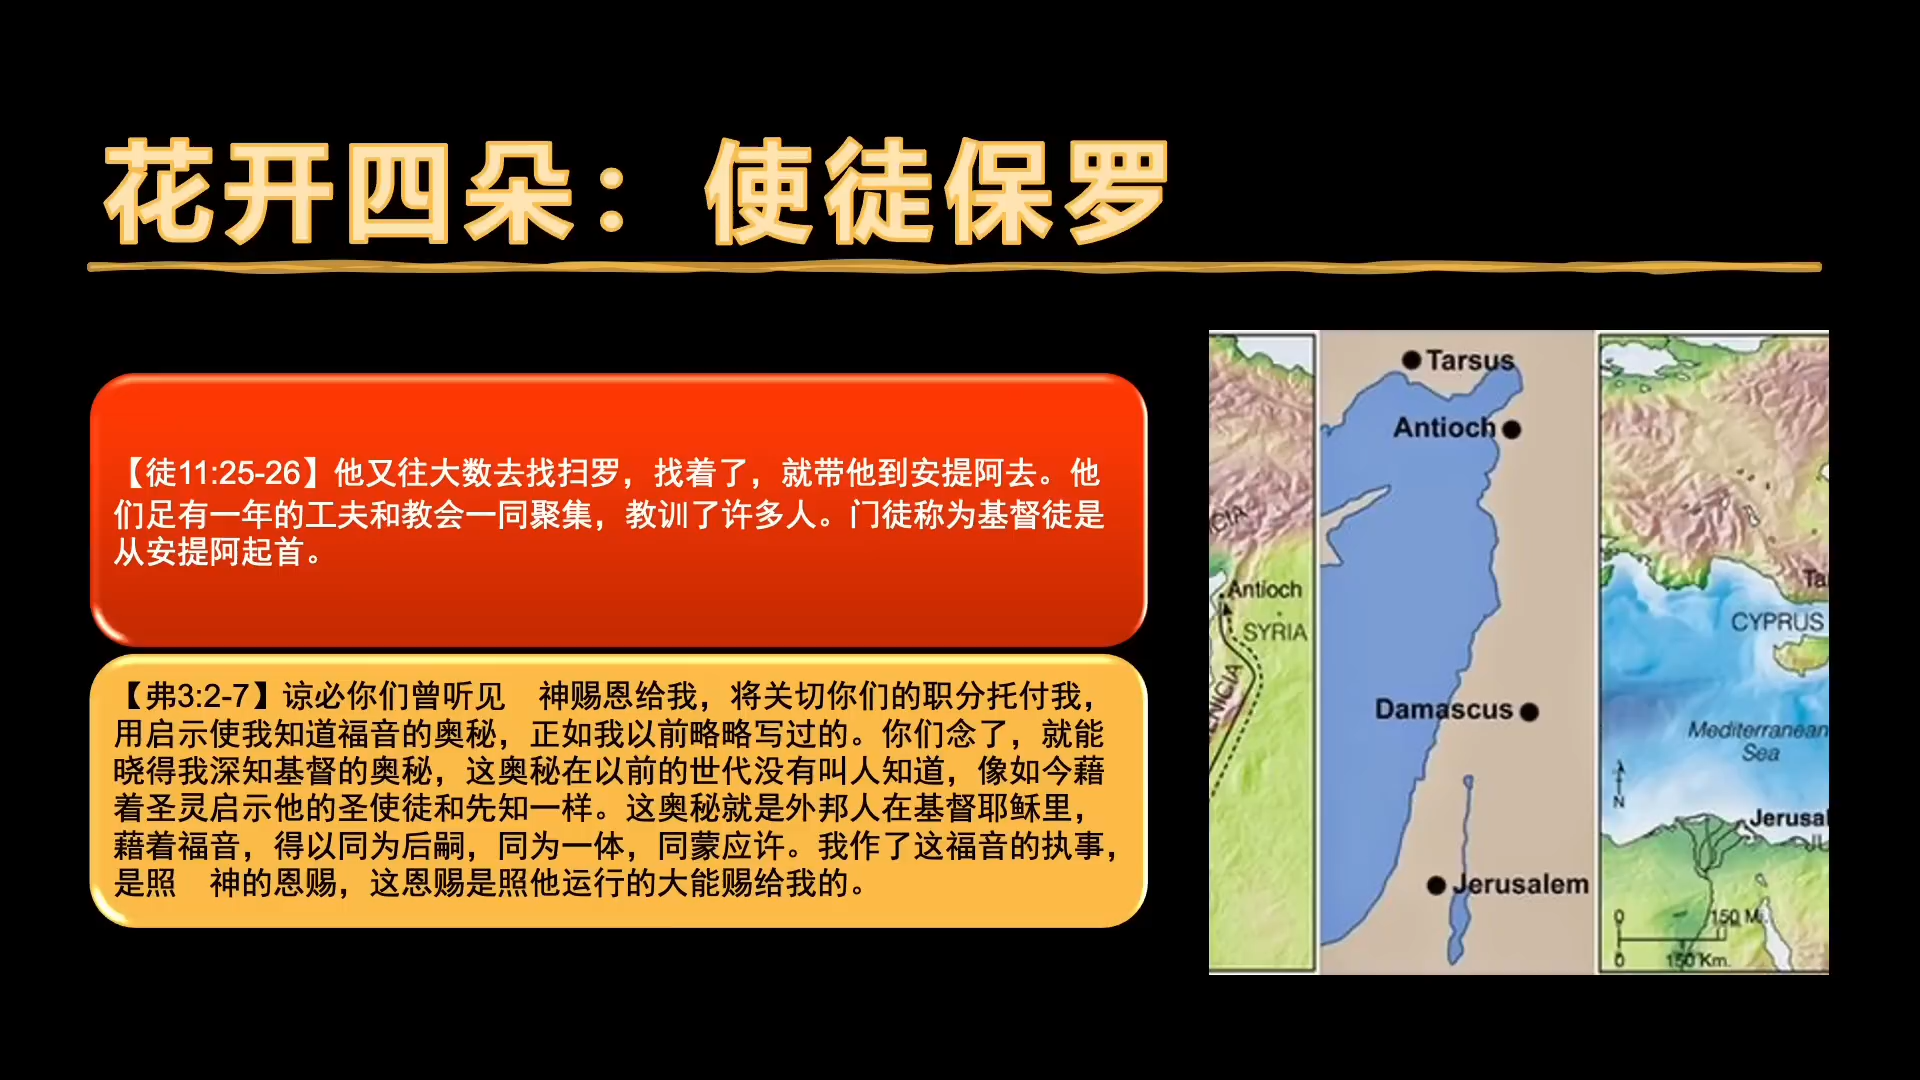 花开四朵：使徒保罗
【徒11:25-26】他又往大数去找扫罗，找着了，就带他到安提阿去。他
们足有一年的工夫和教会一同聚集，教训了许多人。门徒称为基督徒是
从安提阿起首。
【弗3:2-7】谅必你们曾听见　神赐恩给我，将关切你们的职分托付我，
用启示使我知道福音的奥秘，正如我以前略略写过的。你们念了，就能
晓得我深知基督的奥秘，这奥秘在以前的世代没有叫人知道，像如今藉
着圣灵启示他的圣使徒和先知一样。这奥秘就是外邦人在基督耶稣里，
藉着福音，得以同为后嗣，同为一体，同蒙应许。我作了这福音的执事，
是照　神的恩赐，这恩赐是照他运行的大能赐给我的。
CIA
Antioch
SYRIA
ENICIA
Tarsus
Antioch
Damascus
Jerusalem
Ta
CYPRUS
Mediterranean
Sea
N
Jerusal
JU
0 150 Mi.
0 150 Km.